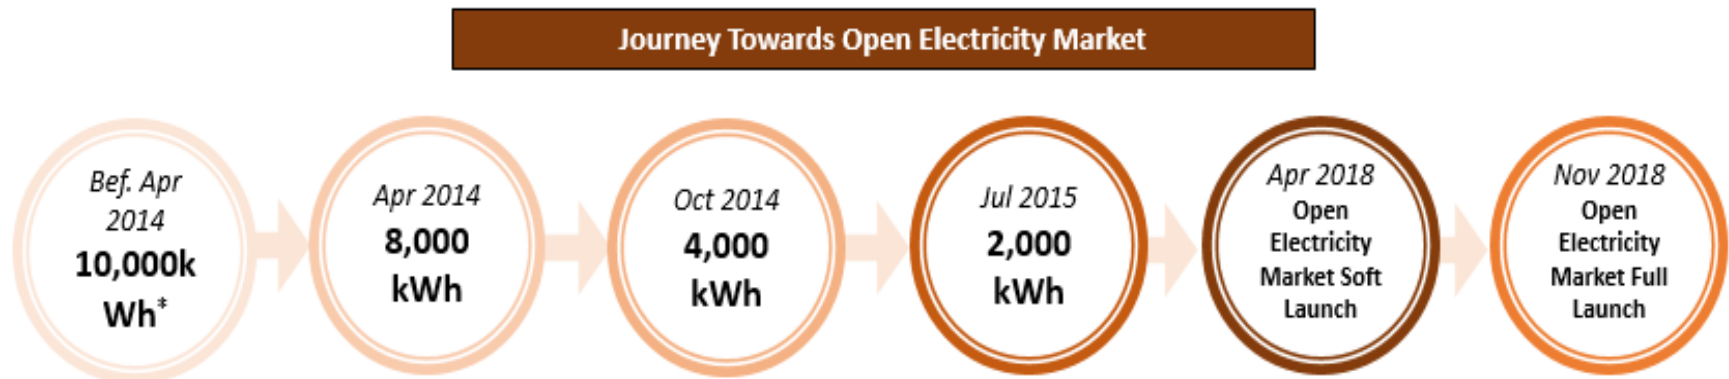 Journey Towards Open Electricity Market
Bef. Apr
2014
10,000k
Wh‡
Apr 2014
8,000
kWh
Oct 2014
4,000
kWh
Jul 2015
2,000
kWh
Apr 2018
Open
Electricity
Market Soft
Launch
Nov 2018
Open
Electricity
Market Full
Launch